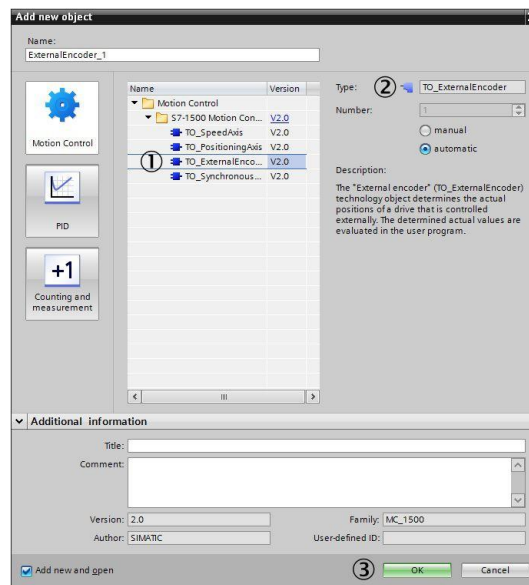 Add new object
Name:
ExternalEncoder_1
Motion Control
PID
+1
Counting and
measurement
Name Version
Motion Control
S7-1500 Motion Con... V2.0
TO_SpeedAxis V2.0
TO_PositioningAxis V2.0
① TO_ExternalEnco... V2.0
TO_Synchronous... V2.0
Type: ② TO_ExternalEncoder
Number: 1
manual
automatic
Description:
The "External encoder" (TO_ExternalEncoder)
technology object determines the actual
positions of a drive that is controlled
externally. The determined actual values are
evaluated in the user program.
Additional information
Title:
Comment:
Version: 2.0 Family: MC_1500
Author: SIMATIC User-defined ID:
Add new and open ③ OK Cancel